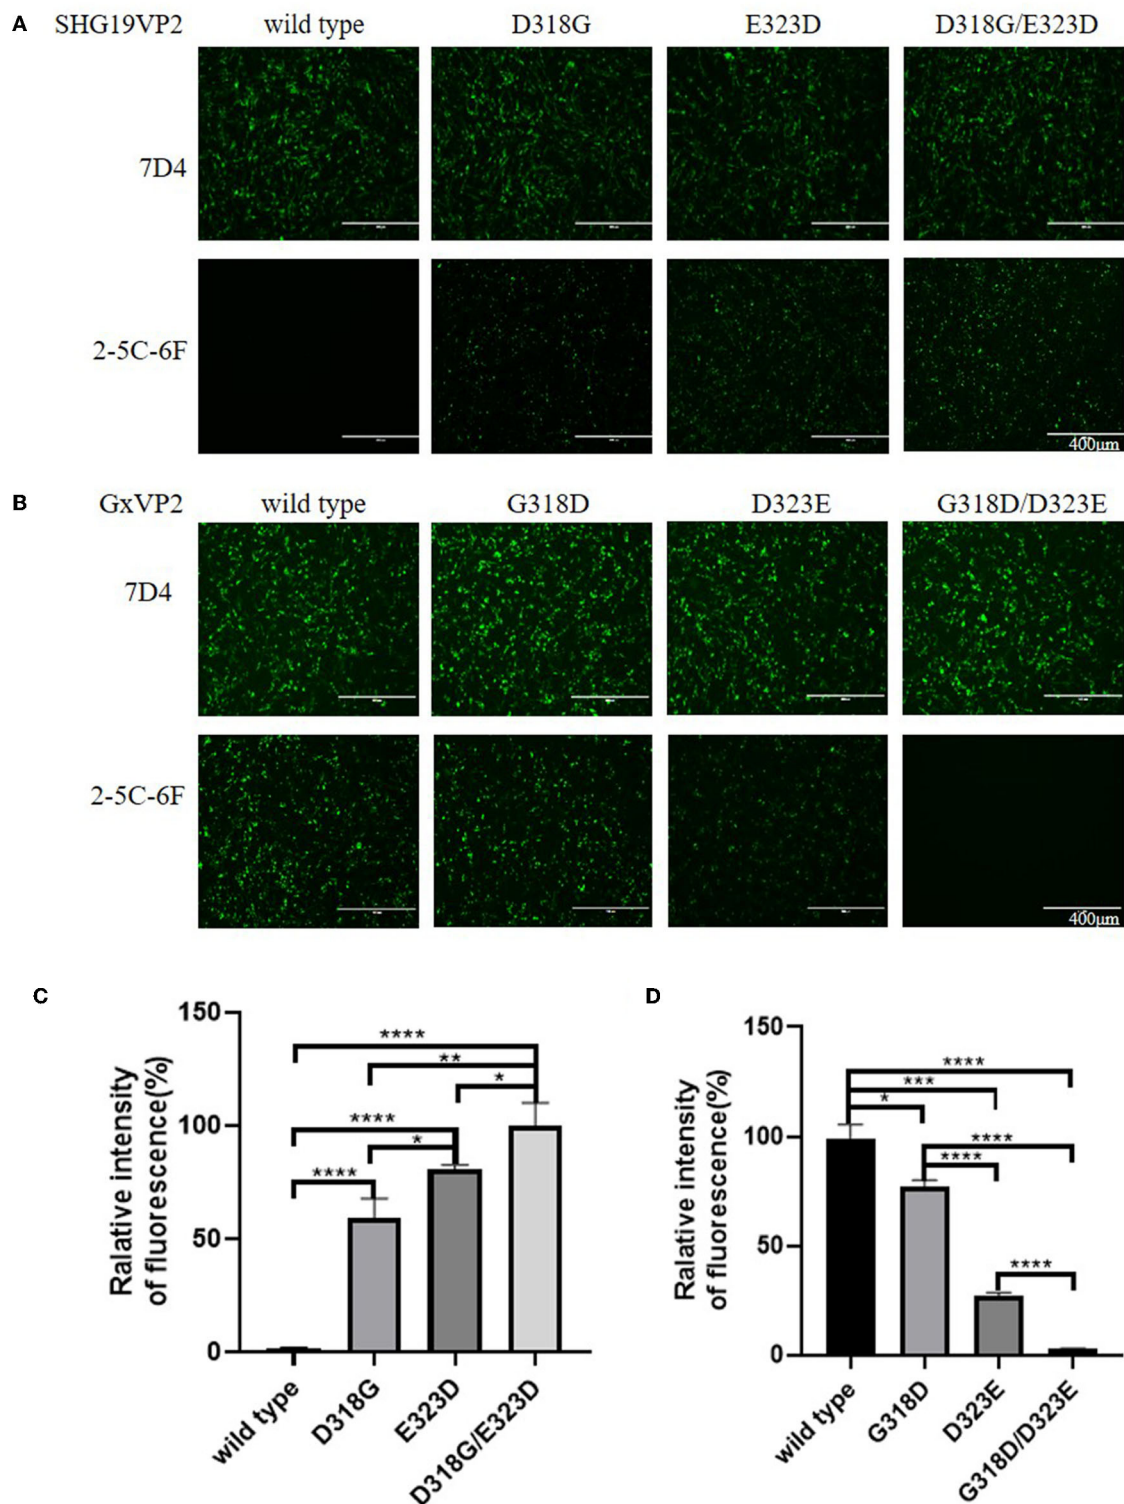 A SHG19VP2 wild type D318G E323D D318G/E323D
7D4
2-5C-6F
400μm
B GxVP2 wild type G318D D323E G318D/D323E
7D4
2-5C-6F
400μm
C
150
100
50
0
Ralative intensity
of fluorescence(%)
****
**
*
****
*
****
wild type
D318G
E323D
D318G/E323D
D
150
100
50
0
Ralative intensity
of fluorescence(%)
****
***
*
****
****
****
wild type
G318D
D323E
G318D/D323E